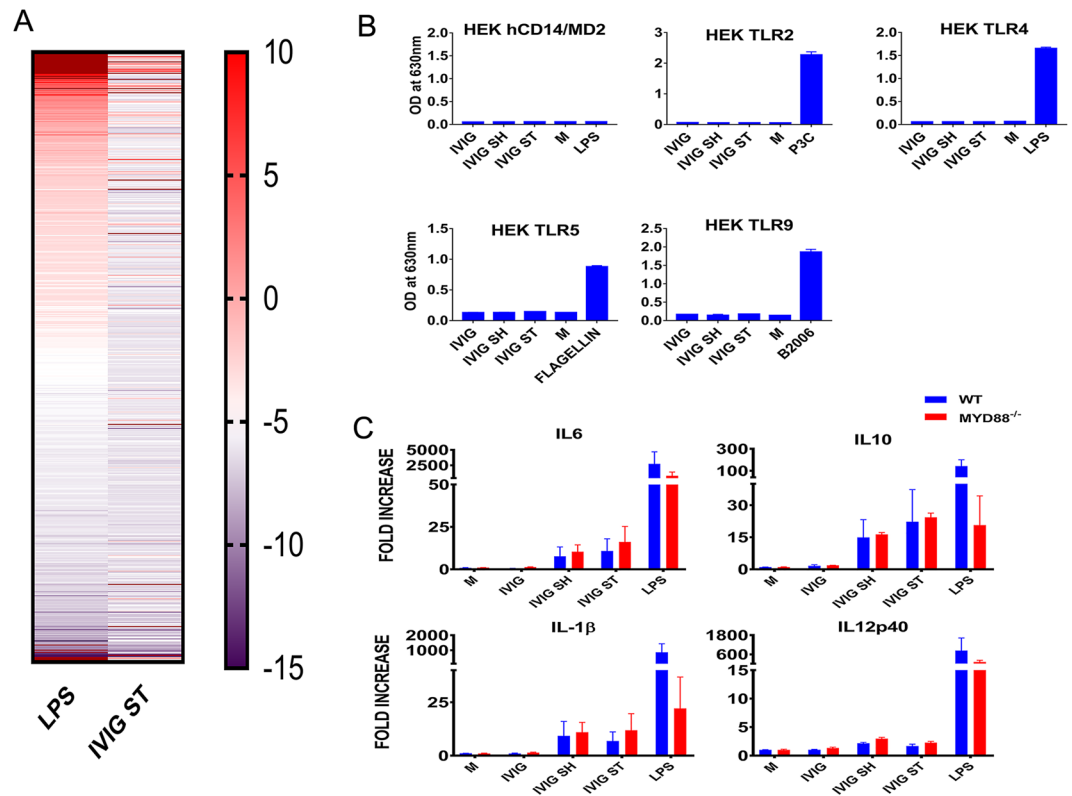 A
10
5
0
-5
-10
-15
LPS
IVIG ST
B
HEK hCD14/MD2
OD at 630nm
2.0
1.5
1.0
0.5
0.0
IVIG
IVIG SH
IVIG ST
M
LPS
HEK TLR2
3
2
1
0
IVIG
IVIG SH
IVIG ST
M
P3C
HEK TLR4
2.0
1.5
1.0
0.5
0.0
IVIG
IVIG SH
IVIG ST
M
LPS
HEK TLR5
OD at 630nm
1.5
1.0
0.5
0.0
IVIG
IVIG SH
IVIG ST
M
FLAGELLIN
HEK TLR9
2.5
2.0
1.5
1.0
0.5
0.0
IVIG
IVIG SH
IVIG ST
M
B2006
C
WT
MYD88-/-
IL6
FOLD INCREASE
5000
2500
50
25
0
M
IVIG
IVIG SH
IVIG ST
LPS
IL10
300
100
30
15
0
M
IVIG
IVIG SH
IVIG ST
LPS
IL-1β
FOLD INCREASE
2000
1000
25
0
M
IVIG
IVIG SH
IVIG ST
LPS
IL12p40
1800
600
15
10
5
0
M
IVIG
IVIG SH
IVIG ST
LPS